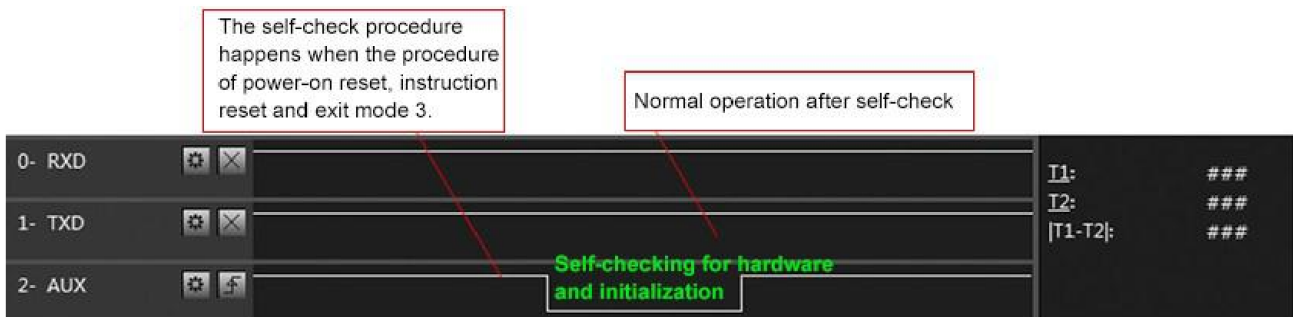 The self-check procedure
happens when the procedure
of power-on reset, instruction
reset and exit mode 3.
Normal operation after self-check
0- RXD
T1: ###
1- TXD
T2: ###
|T1-T2|: ###
Self-checking for hardware
and initialization
2- AUX